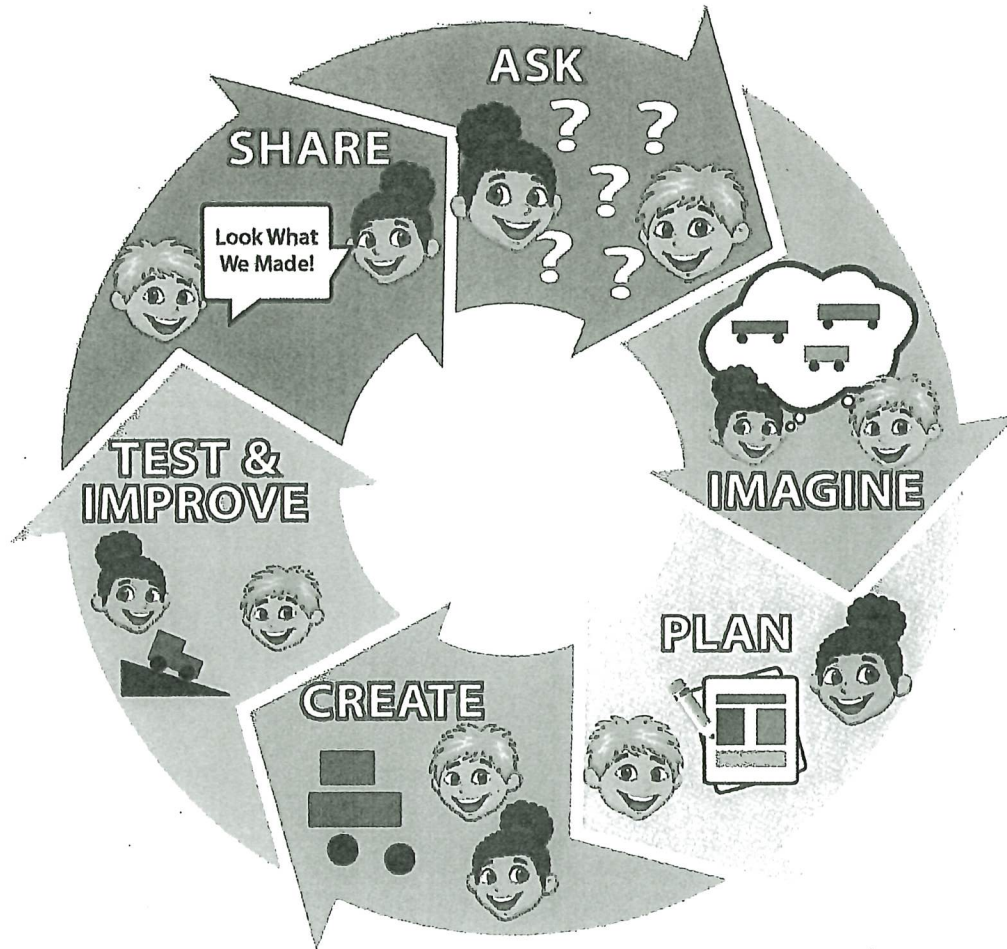 ASK
? ?
?
? ?
IMAGINE
PLAN
CREATE
TEST &
IMPROVE
SHARE
Look What
We Made!